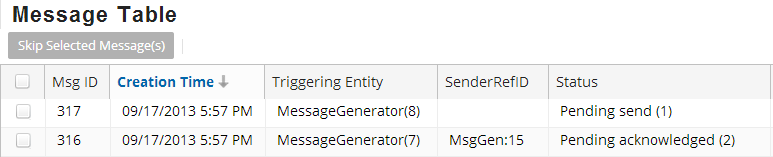 Message Table
Skip Selected Message(s)
Msg ID Creation Time Triggering Entity SenderRefID Status
317 09/17/2013 5:57 PM MessageGenerator(8) Pending send (1)
316 09/17/2013 5:57 PM MessageGenerator(7) MsgGen:15 Pending acknowledged (2)